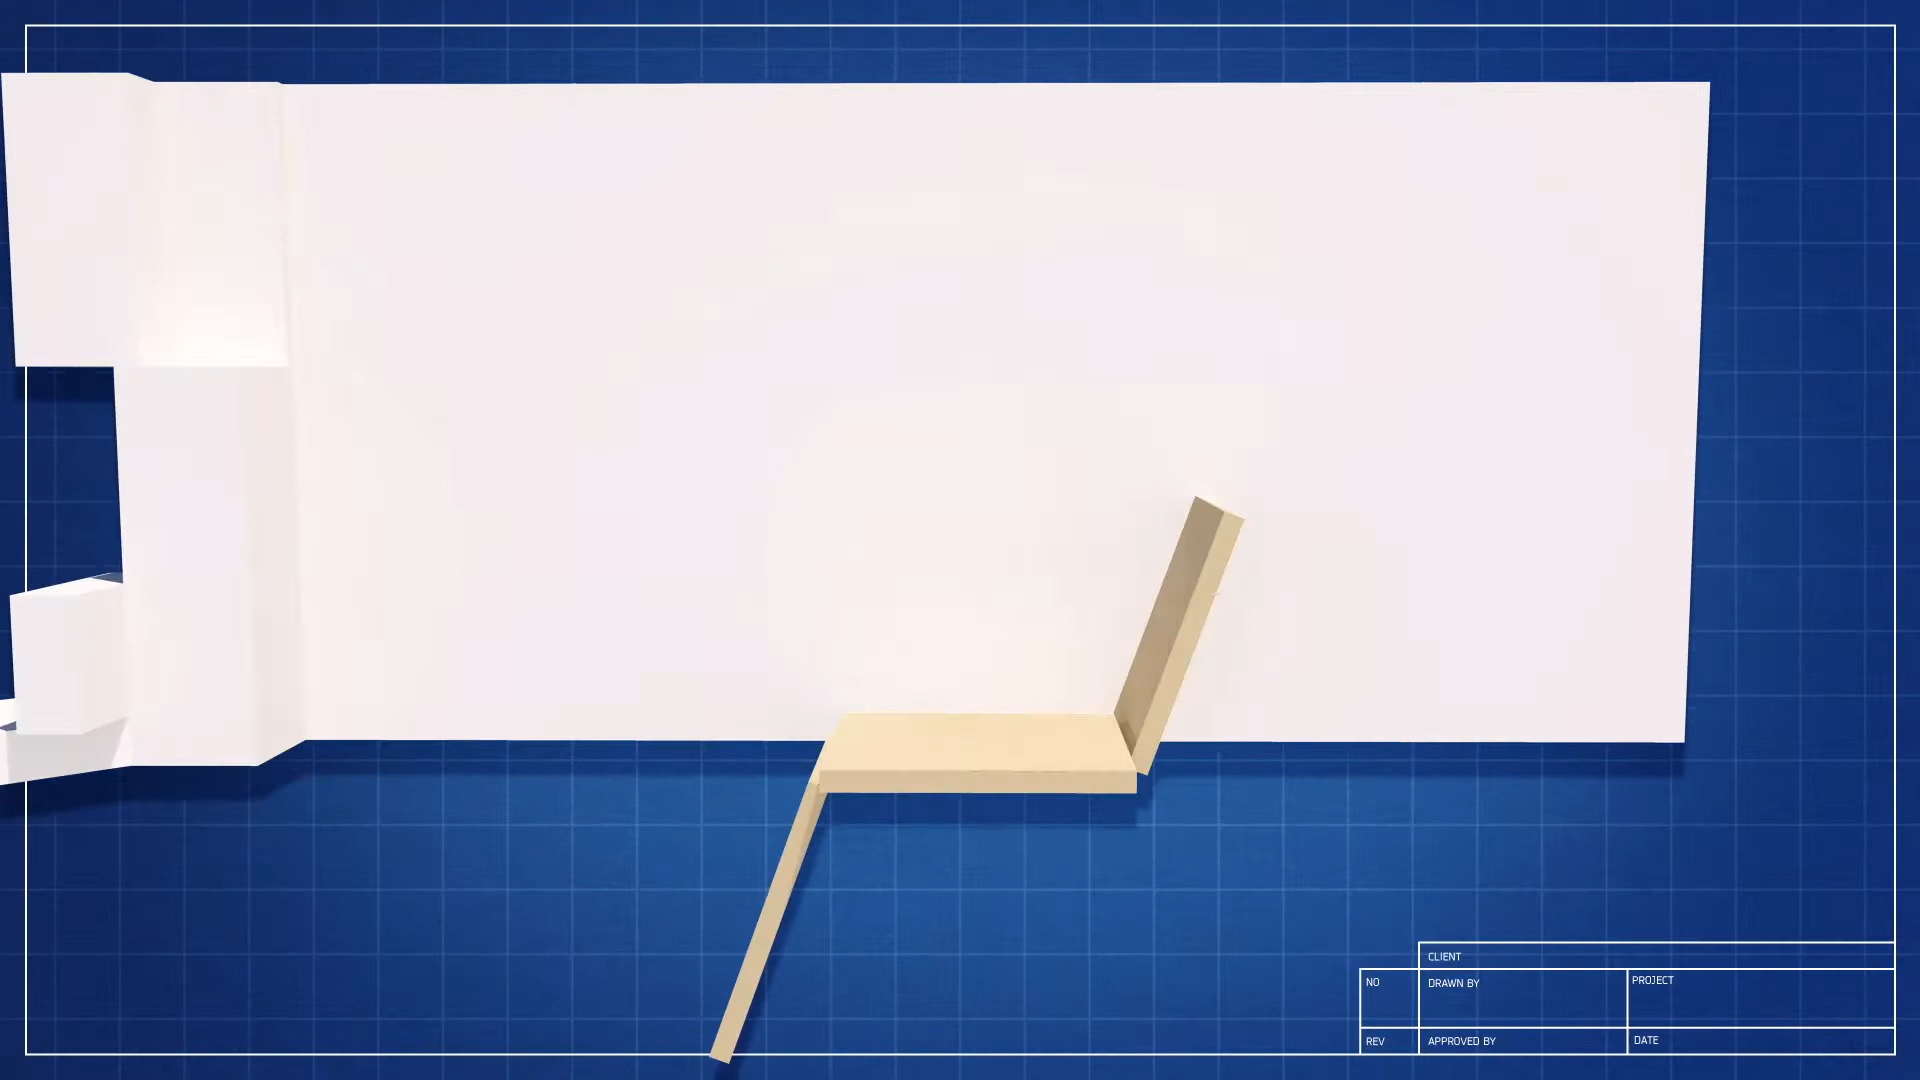 CLIENT
NO
DRAWN BY
PROJECT
REV
APPROVED BY
DATE